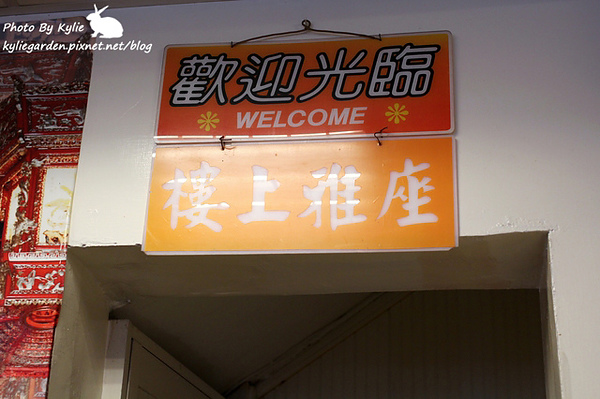 Photo By Kylie
kyliegarden.pixnet.net/blog
歡迎光臨
WELCOME
樓上雅座